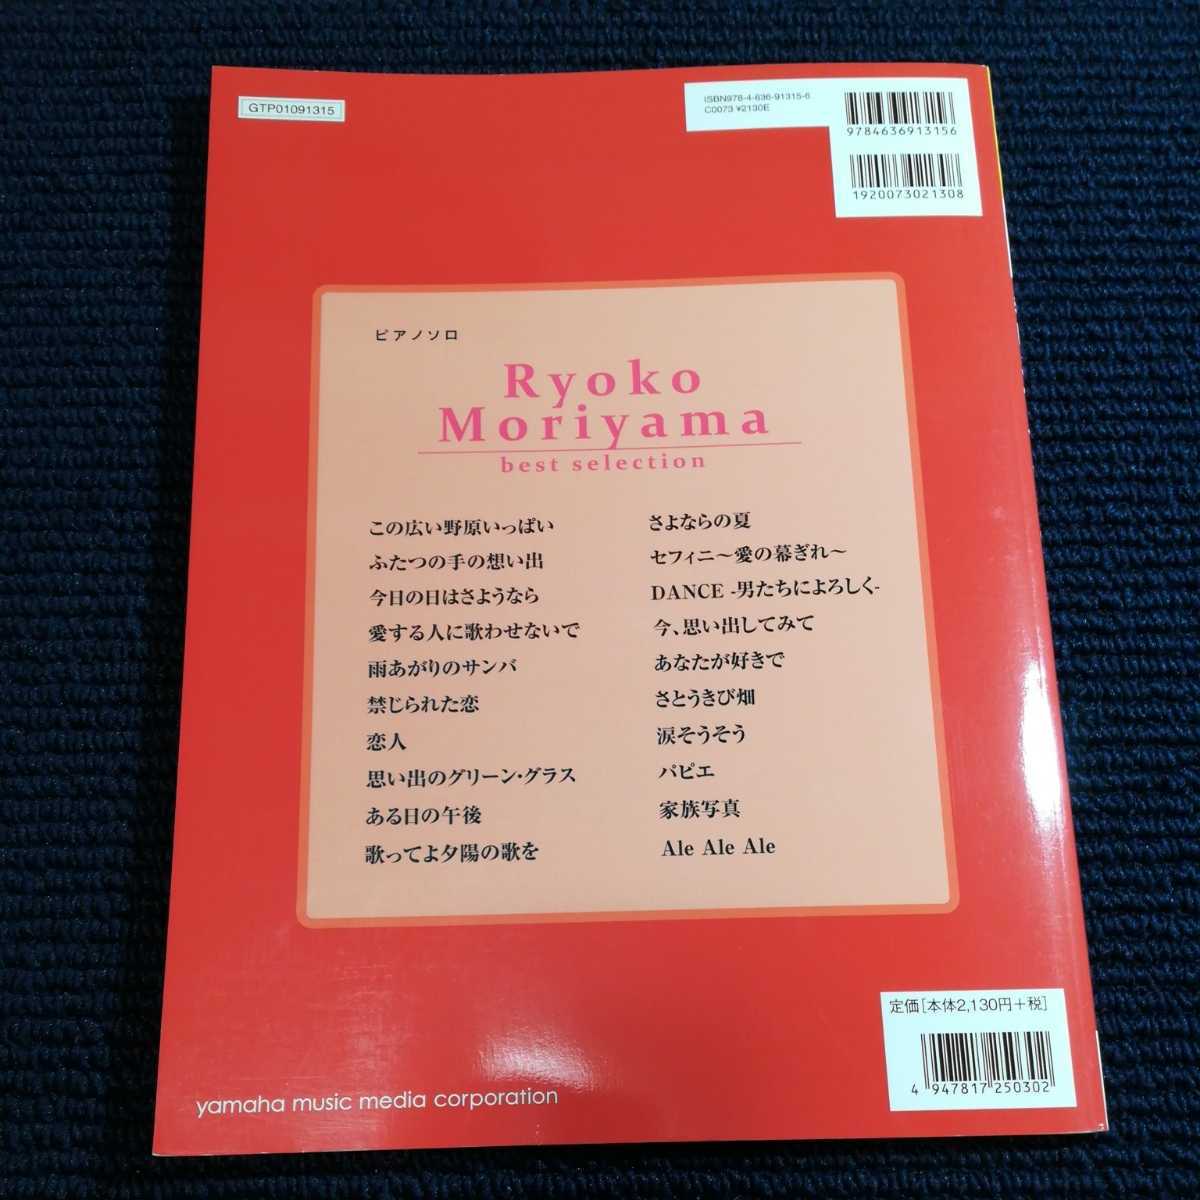 GTP01091315
ISBN978-4-636-91315-6
C0073 ¥2130E
9784636913156
1920073021308
ピアノソロ
Ryoko
Moriyama
best selection
この広い野原いっぱい
ふたつの手の想い出
今日の日はさようなら
愛する人に歌わせないで
雨あがりのサンバ
禁じられた恋
恋人
思い出のグリーン・グラス
ある日の午後
歌ってよ夕陽の歌を
さよならの夏
セフィニ〜愛の幕ぎれ〜
DANCE -男たちによろしく-
今、思い出してみて
あなたが好きで
さとうきび畑
涙そうそう
パピエ
家族写真
Ale Ale Ale
定価[本体2,130円+税]
4 947817 250302
yamaha music media corporation